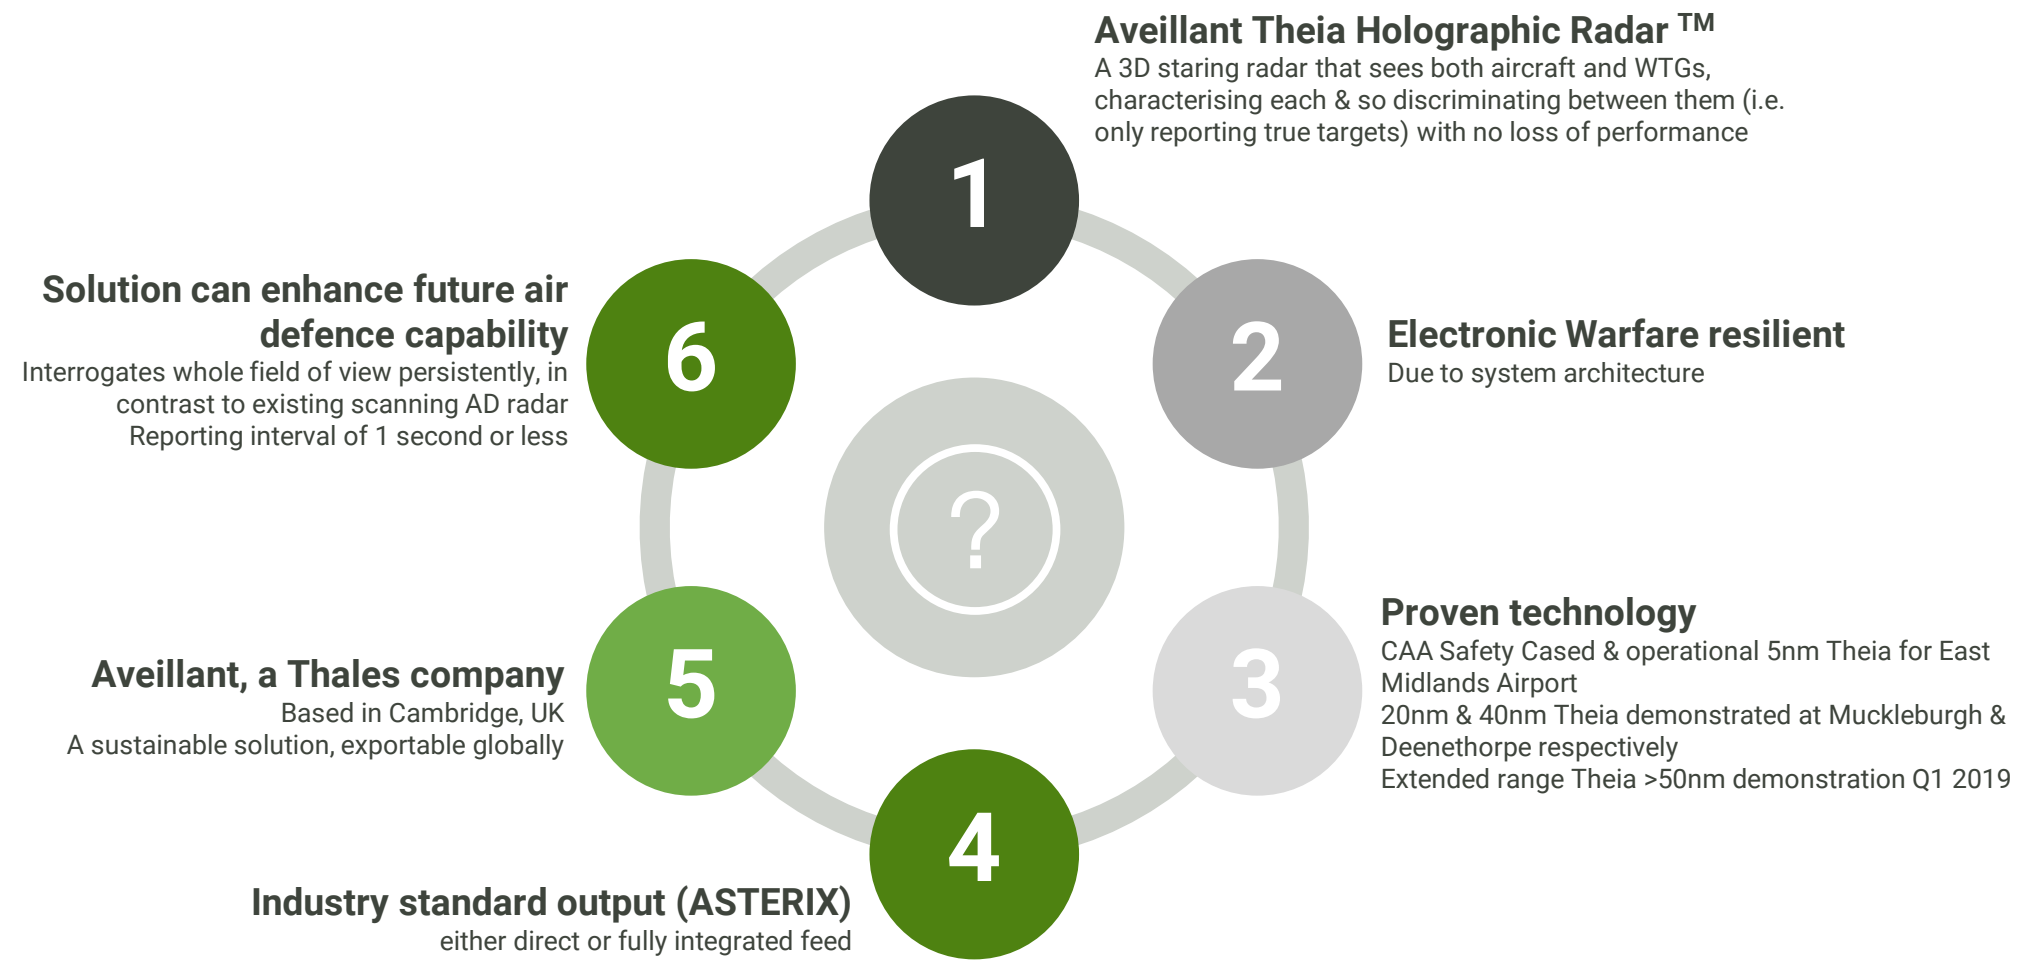 Aveillant Theia Holographic Radar TM
A 3D staring radar that sees both aircraft and WTGs,
characterising each & so discriminating between them (i.e.
only reporting true targets) with no loss of performance
1
2
Electronic Warfare resilient
Due to system architecture
3
Proven technology
CAA Safety Cased & operational 5nm Theia for East
Midlands Airport
20nm & 40nm Theia demonstrated at Muckleburgh &
Deenethorpe respectively
Extended range Theia >50nm demonstration Q1 2019
4
Industry standard output (ASTERIX)
either direct or fully integrated feed
5
Aveillant, a Thales company
Based in Cambridge, UK
A sustainable solution, exportable globally
6
Solution can enhance future air
defence capability
Interrogates whole field of view persistently, in
contrast to existing scanning AD radar
Reporting interval of 1 second or less
?